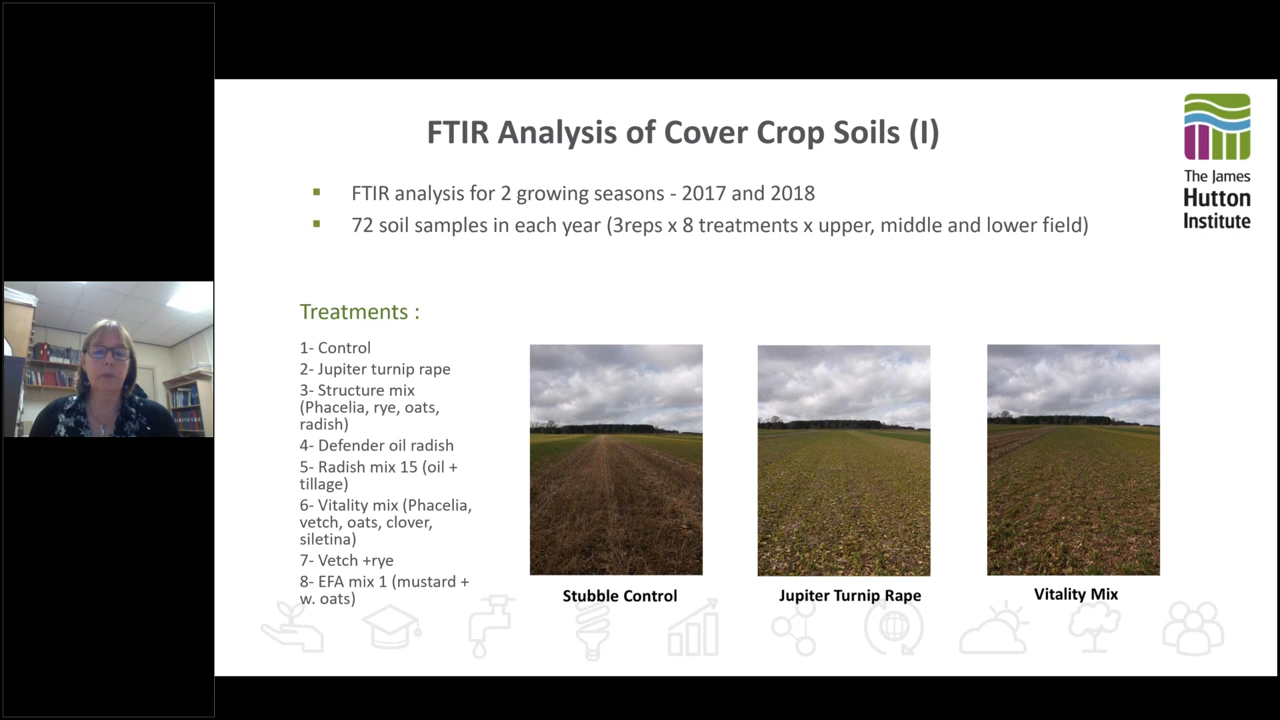 FTIR Analysis of Cover Crop Soils (I)
The James
Hutton
Institute
▪ FTIR analysis for 2 growing seasons - 2017 and 2018
▪ 72 soil samples in each year (3reps x 8 treatments x upper, middle and lower field)
Treatments :
1- Control
2- Jupiter turnip rape
3- Structure mix
(Phacelia, rye, oats,
radish)
4- Defender oil radish
5- Radish mix 15 (oil +
tillage)
6- Vitality mix (Phacelia,
vetch, oats, clover,
siletina)
7- Vetch +rye
8- EFA mix 1 (mustard +
w. oats)
Stubble Control
Jupiter Turnip Rape
Vitality Mix